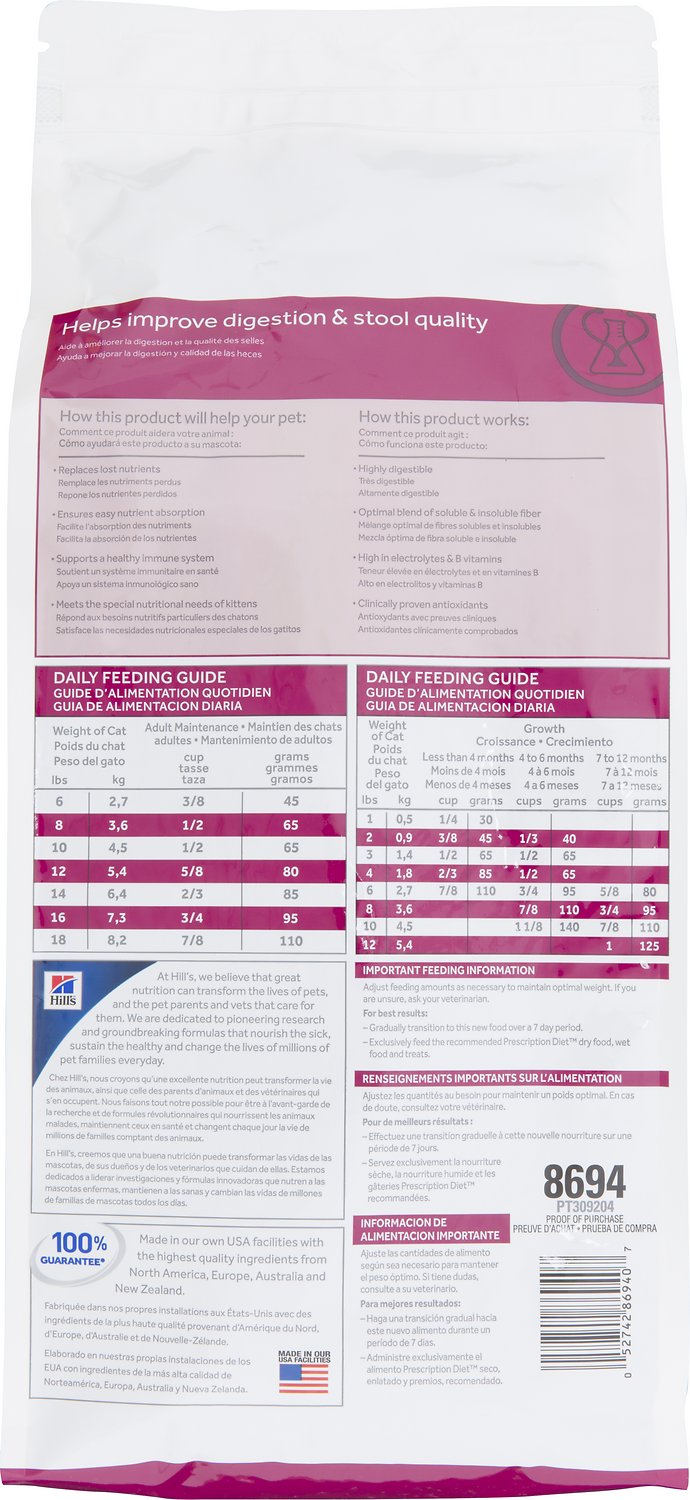 Helps improve digestion & stool quality
Aide à améliorer la digestion et la qualité des selles
Ayuda a mejorar la digestión y calidad de las heces
How this product will help your pet:
Comment ce produit aidera votre animal :
Cómo ayudará este producto a su mascota:
• Replaces lost nutrients
Remplace les nutriments perdus
Repone los nutrientes perdidos
• Ensures easy nutrient absorption
Facilite l'absorption des nutriments
Facilita la absorción de los nutrientes
• Supports a healthy immune system
Soutient un système immunitaire en santé
Apoya un sistema inmunológico sano
• Meets the special nutritional needs of kittens
Répond aux besoins nutritifs particuliers des chatons
Satisface las necesidades nutricionales especiales de los gatitos
How this product works:
Comment ce produit agit :
Cómo funciona este producto:
• Highly digestible
Très digestible
Altamente digestible
• Optimal blend of soluble & insoluble fiber
Mélange optimal de fibres solubles et insolubles
Mezcla óptima de fibra soluble e insoluble
• High in electrolytes & B vitamins
Teneur élevée en électrolytes et en vitamines B
Alto en electrolitos y vitaminas B
• Clinically proven antioxidants
Antioxydants avec preuves cliniques
Antioxidantes clínicamente comprobados
DAILY FEEDING GUIDE
GUIDE D'ALIMENTATION QUOTIDIEN
GUIA DE ALIMENTACION DIARIA
Weight of Cat
Poids du chat
Peso del gato
Adult Maintenance • Maintien des chats
adultes • Mantenimiento de adultos
cup grams
tasse grammes
taza gramos
lbs kg
6 2,7 3/8 45
8 3,6 1/2 65
10 4,5 1/2 65
12 5,4 5/8 80
14 6,4 2/3 85
16 7,3 3/4 95
18 8,2 7/8 110
DAILY FEEDING GUIDE
GUIDE D'ALIMENTATION QUOTIDIEN
GUIA DE ALIMENTACION DIARIA
Weight
of Cat
Poids
du chat
Peso
del gato
Growth
Croissance • Crecimiento
Less than 4 months 4 to 6 months 7 to 12 months
Moins de 4 mois 4 à 6 mois 7 à 12 mois
Menos de 4 meses 4 a 6 meses 7 a 12 meses
lbs kg cup grams cups grams cups grams
1 0,5 1/4 30
2 0,9 3/8 45 1/3 40
3 1,4 1/2 65 1/2 65
4 1,8 2/3 85 1/2 65
6 2,7 7/8 110 3/4 95 5/8 80
8 3,6 7/8 110 3/4 95
10 4,5 1 1/8 140 7/8 110
12 5,4 1 125
Hill's
At Hill's, we believe that great
nutrition can transform the lives of pets,
and the pet parents and vets that care for
them. We are dedicated to pioneering research
and groundbreaking formulas that nourish the sick,
sustain the healthy and change the lives of millions of
pet families everyday.
Chez Hill's, nous croyons qu'une excellente nutrition peut transformer la vie
des animaux, ainsi que celle des parents d'animaux et des vétérinaires qui
s'en occupent. Nous faisons tout notre possible pour être à l'avant-garde de
la recherche et de formules révolutionnaires qui nourrissent les animaux
malades, maintiennent ceux en santé et changent chaque jour la vie de
millions de familles comptant des animaux.
En Hill's, creemos que una buena nutrición puede transformar las vidas de las
mascotas, de sus dueños y de los veterinarios que cuidan de ellas. Estamos
dedicados a liderar investigaciones y fórmulas innovadoras que nutren a las
mascotas enfermas, mantienen a las sanas y cambian las vidas de millones
de familias de mascotas todos los días.
100%
GUARANTEE*
Made in our own USA facilities with
the highest quality ingredients from
North America, Europe, Australia and
New Zealand.
Fabriquée dans nos propres installations aux États-Unis avec des
ingrédients de la plus haute qualité provenant d'Amérique du Nord,
d'Europe, d'Australie et de Nouvelle-Zélande.
Elaborado en nuestras propias instalaciones de los
EUA con ingredientes de la más alta calidad de
Norteamérica, Europa, Australia y Nueva Zelanda.
MADE IN OUR
USA FACILITIES
IMPORTANT FEEDING INFORMATION
Adjust feeding amounts as necessary to maintain optimal weight. If you
are unsure, ask your veterinarian.
For best results:
– Gradually transition to this new food over a 7 day period.
– Exclusively feed the recommended Prescription Diet™ dry food, wet
food and treats.
RENSEIGNEMENTS IMPORTANTS SUR L'ALIMENTATION
Ajustez les quantités au besoin pour maintenir un poids optimal. En cas
de doute, consultez votre vétérinaire.
Pour de meilleurs résultats :
– Effectuez une transition graduelle à cette nouvelle nourriture sur une
période de 7 jours.
– Servez exclusivement la nourriture
sèche, la nourriture humide et les
gâteries Prescription Diet™
recommandées.
INFORMACION DE
ALIMENTACION IMPORTANTE
Ajuste las cantidades de alimento
según sea necesario para mantener
el peso óptimo. Si tiene dudas,
consulte a su veterinario.
Para mejores resultados:
– Haga una transición gradual hacia
este nuevo alimento durante un
período de 7 días.
– Administre exclusivamente el
alimento Prescription Diet™ seco,
enlatado y premios, recomendado.
8694
PT309204
PROOF OF PURCHASE
PREUVE D'ACHAT • PRUEBA DE COMPRA
0 52742 86940 7